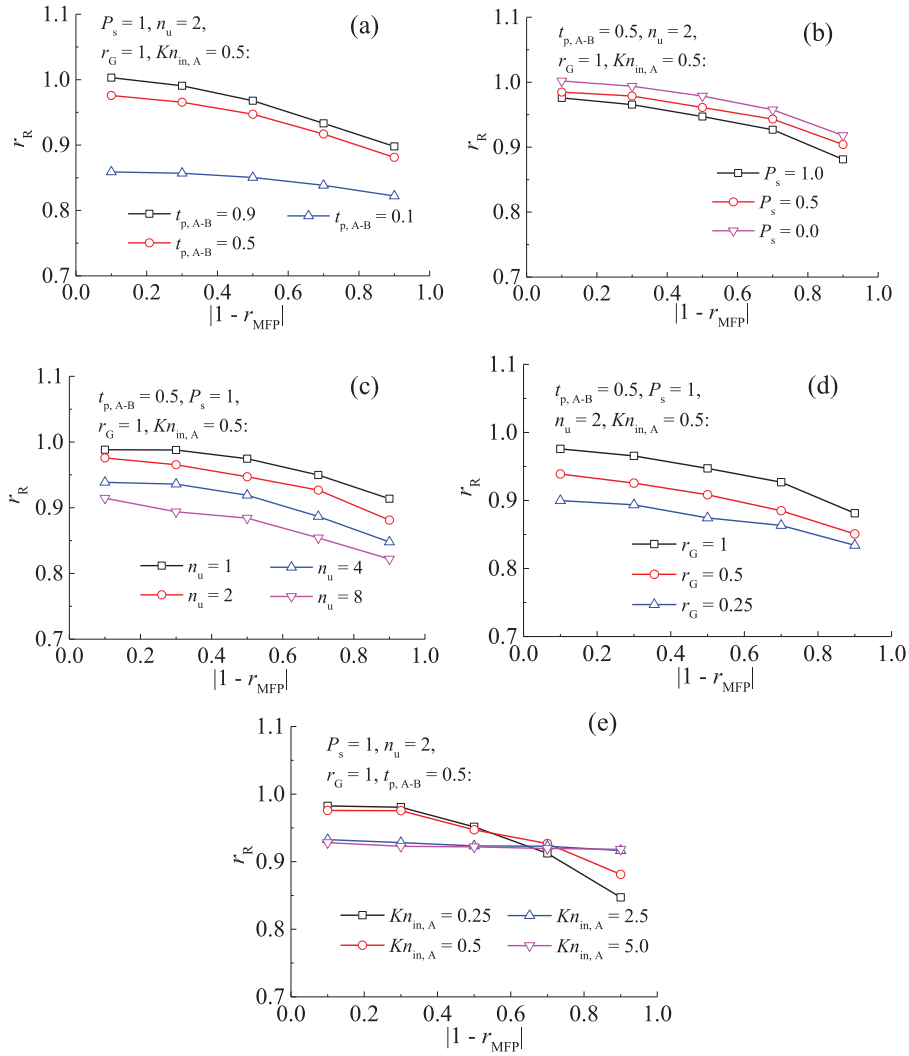 (a)
P_s = 1, n_u = 2,
r_G = 1, Kn_in, A = 0.5:
1.1
1.0
0.9
0.8
0.7
r_R
t_p, A-B = 0.9
t_p, A-B = 0.1
t_p, A-B = 0.5
0.0 0.2 0.4 0.6 0.8 1.0
|1 - r_MFP|
(b)
t_p, A-B = 0.5, n_u = 2,
r_G = 1, Kn_in, A = 0.5:
1.1
1.0
0.9
0.8
0.7
r_R
P_s = 1.0
P_s = 0.5
P_s = 0.0
0.0 0.2 0.4 0.6 0.8 1.0
|1 - r_MFP|
(c)
t_p, A-B = 0.5, P_s = 1,
r_G = 1, Kn_in, A = 0.5:
1.1
1.0
0.9
0.8
0.7
r_R
n_u = 1
n_u = 4
n_u = 2
n_u = 8
0.0 0.2 0.4 0.6 0.8 1.0
|1 - r_MFP|
(d)
t_p, A-B = 0.5, P_s = 1,
n_u = 2, Kn_in, A = 0.5:
1.1
1.0
0.9
0.8
0.7
r_R
r_G = 1
r_G = 0.5
r_G = 0.25
0.0 0.2 0.4 0.6 0.8 1.0
|1 - r_MFP|
(e)
P_s = 1, n_u = 2,
r_G = 1, t_p, A-B = 0.5:
1.1
1.0
0.9
0.8
0.7
r_R
Kn_in, A = 0.25
Kn_in, A = 2.5
Kn_in, A = 0.5
Kn_in, A = 5.0
0.0 0.2 0.4 0.6 0.8 1.0
|1 - r_MFP|